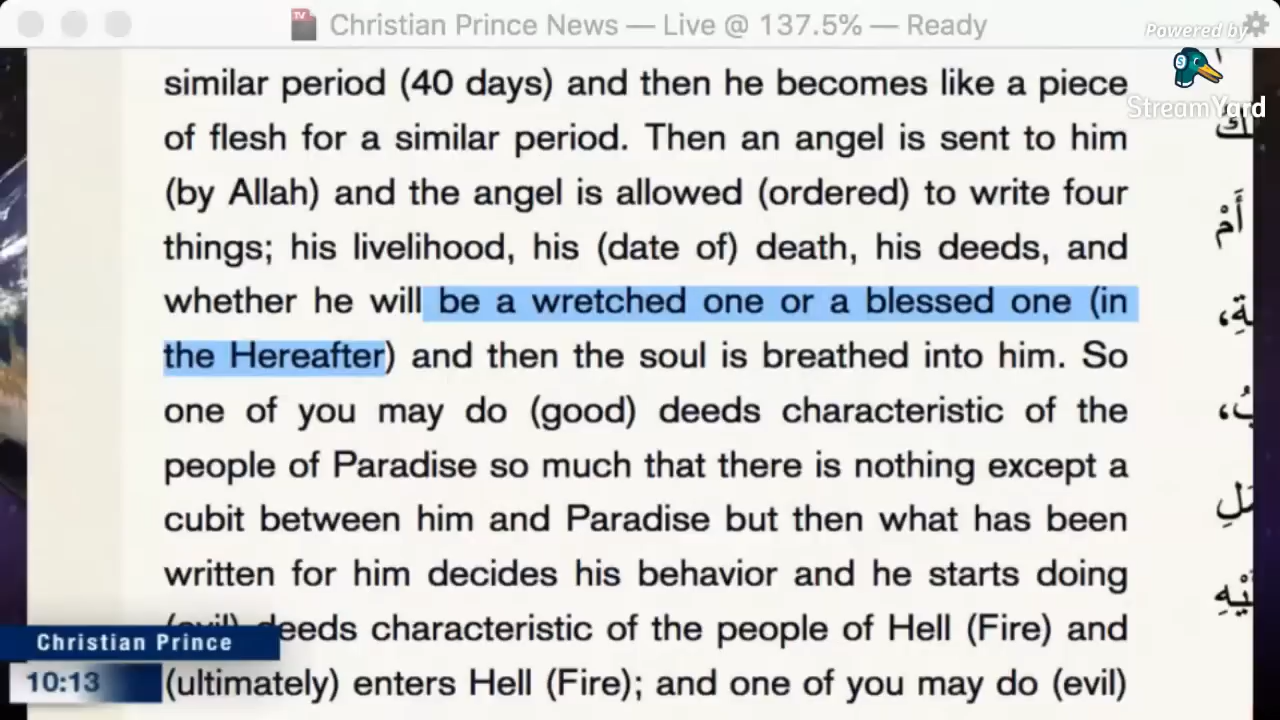 Christian Prince News — Live @ 137.5% — Ready
Powered by
StreamYard
similar period (40 days) and then he becomes like a piece
of flesh for a similar period. Then an angel is sent to him
(by Allah) and the angel is allowed (ordered) to write four
things; his livelihood, his (date of) death, his deeds, and
whether he will be a wretched one or a blessed one (in
the Hereafter) and then the soul is breathed into him. So
one of you may do (good) deeds characteristic of the
people of Paradise so much that there is nothing except a
cubit between him and Paradise but then what has been
written for him decides his behavior and he starts doing
(evil) deeds characteristic of the people of Hell (Fire) and
(ultimately) enters Hell (Fire); and one of you may do (evil)
أَمْ
Christian Prince
10:13